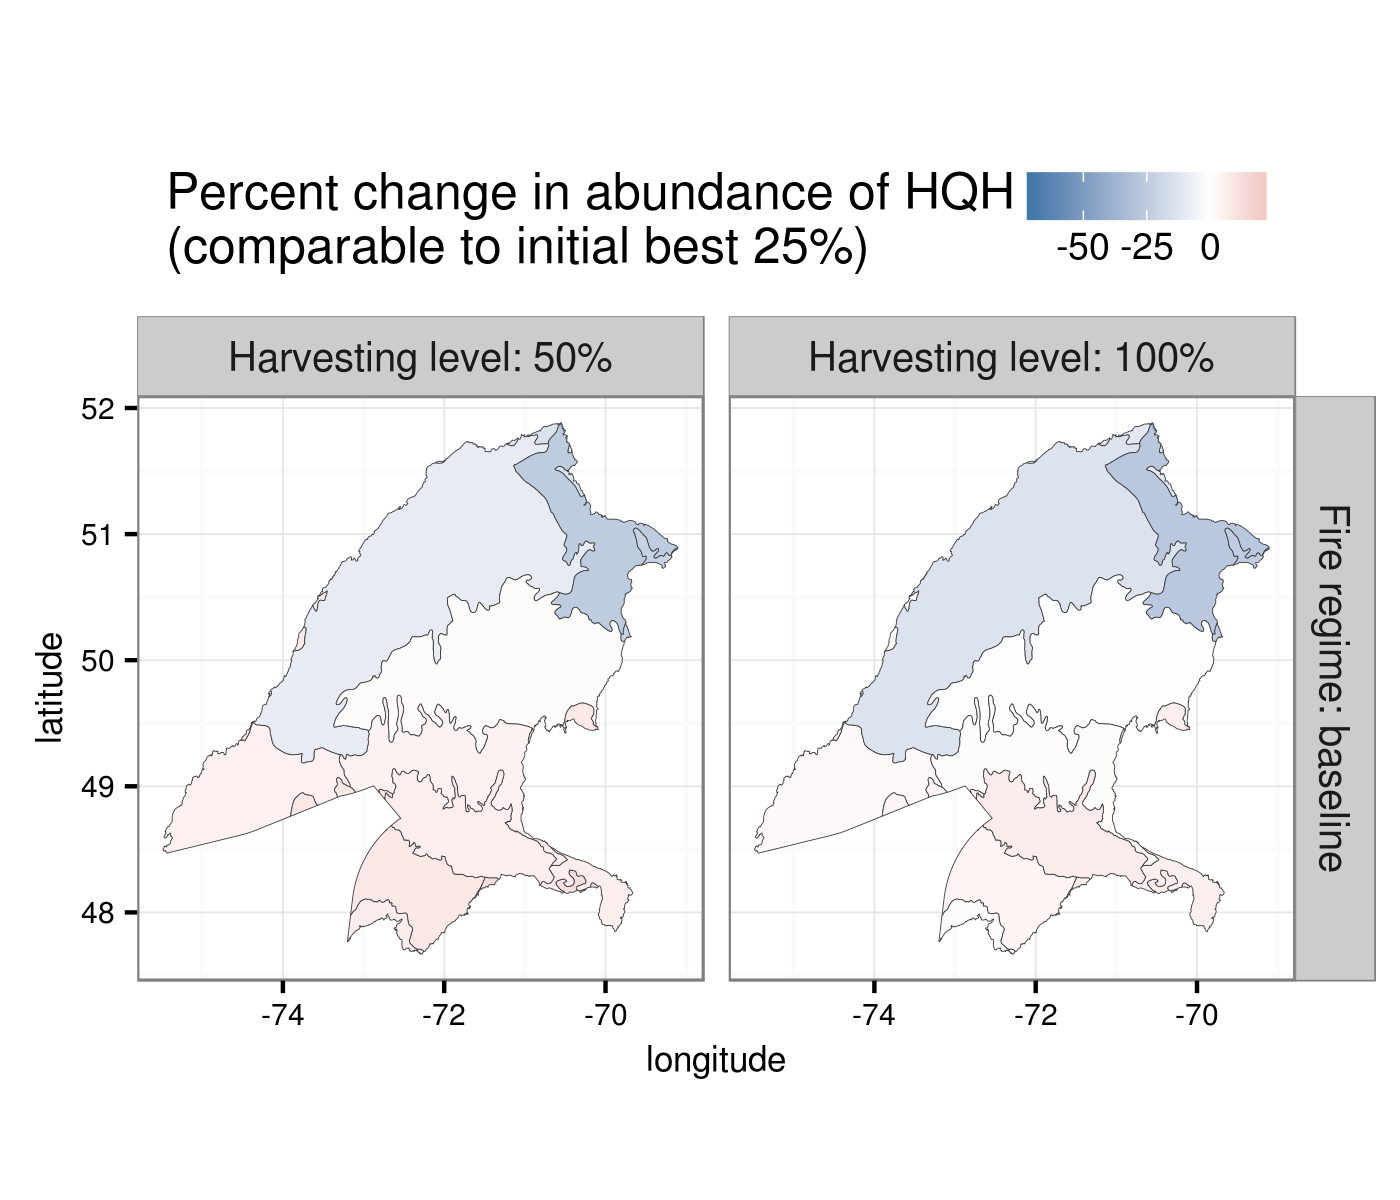 Percent change in abundance of HQH
(comparable to initial best 25%)
-50 -25 0
Harvesting level: 50%
Harvesting level: 100%
Fire regime: baseline
latitude
52
51
50
49
48
-74 -72 -70
-74 -72 -70
longitude